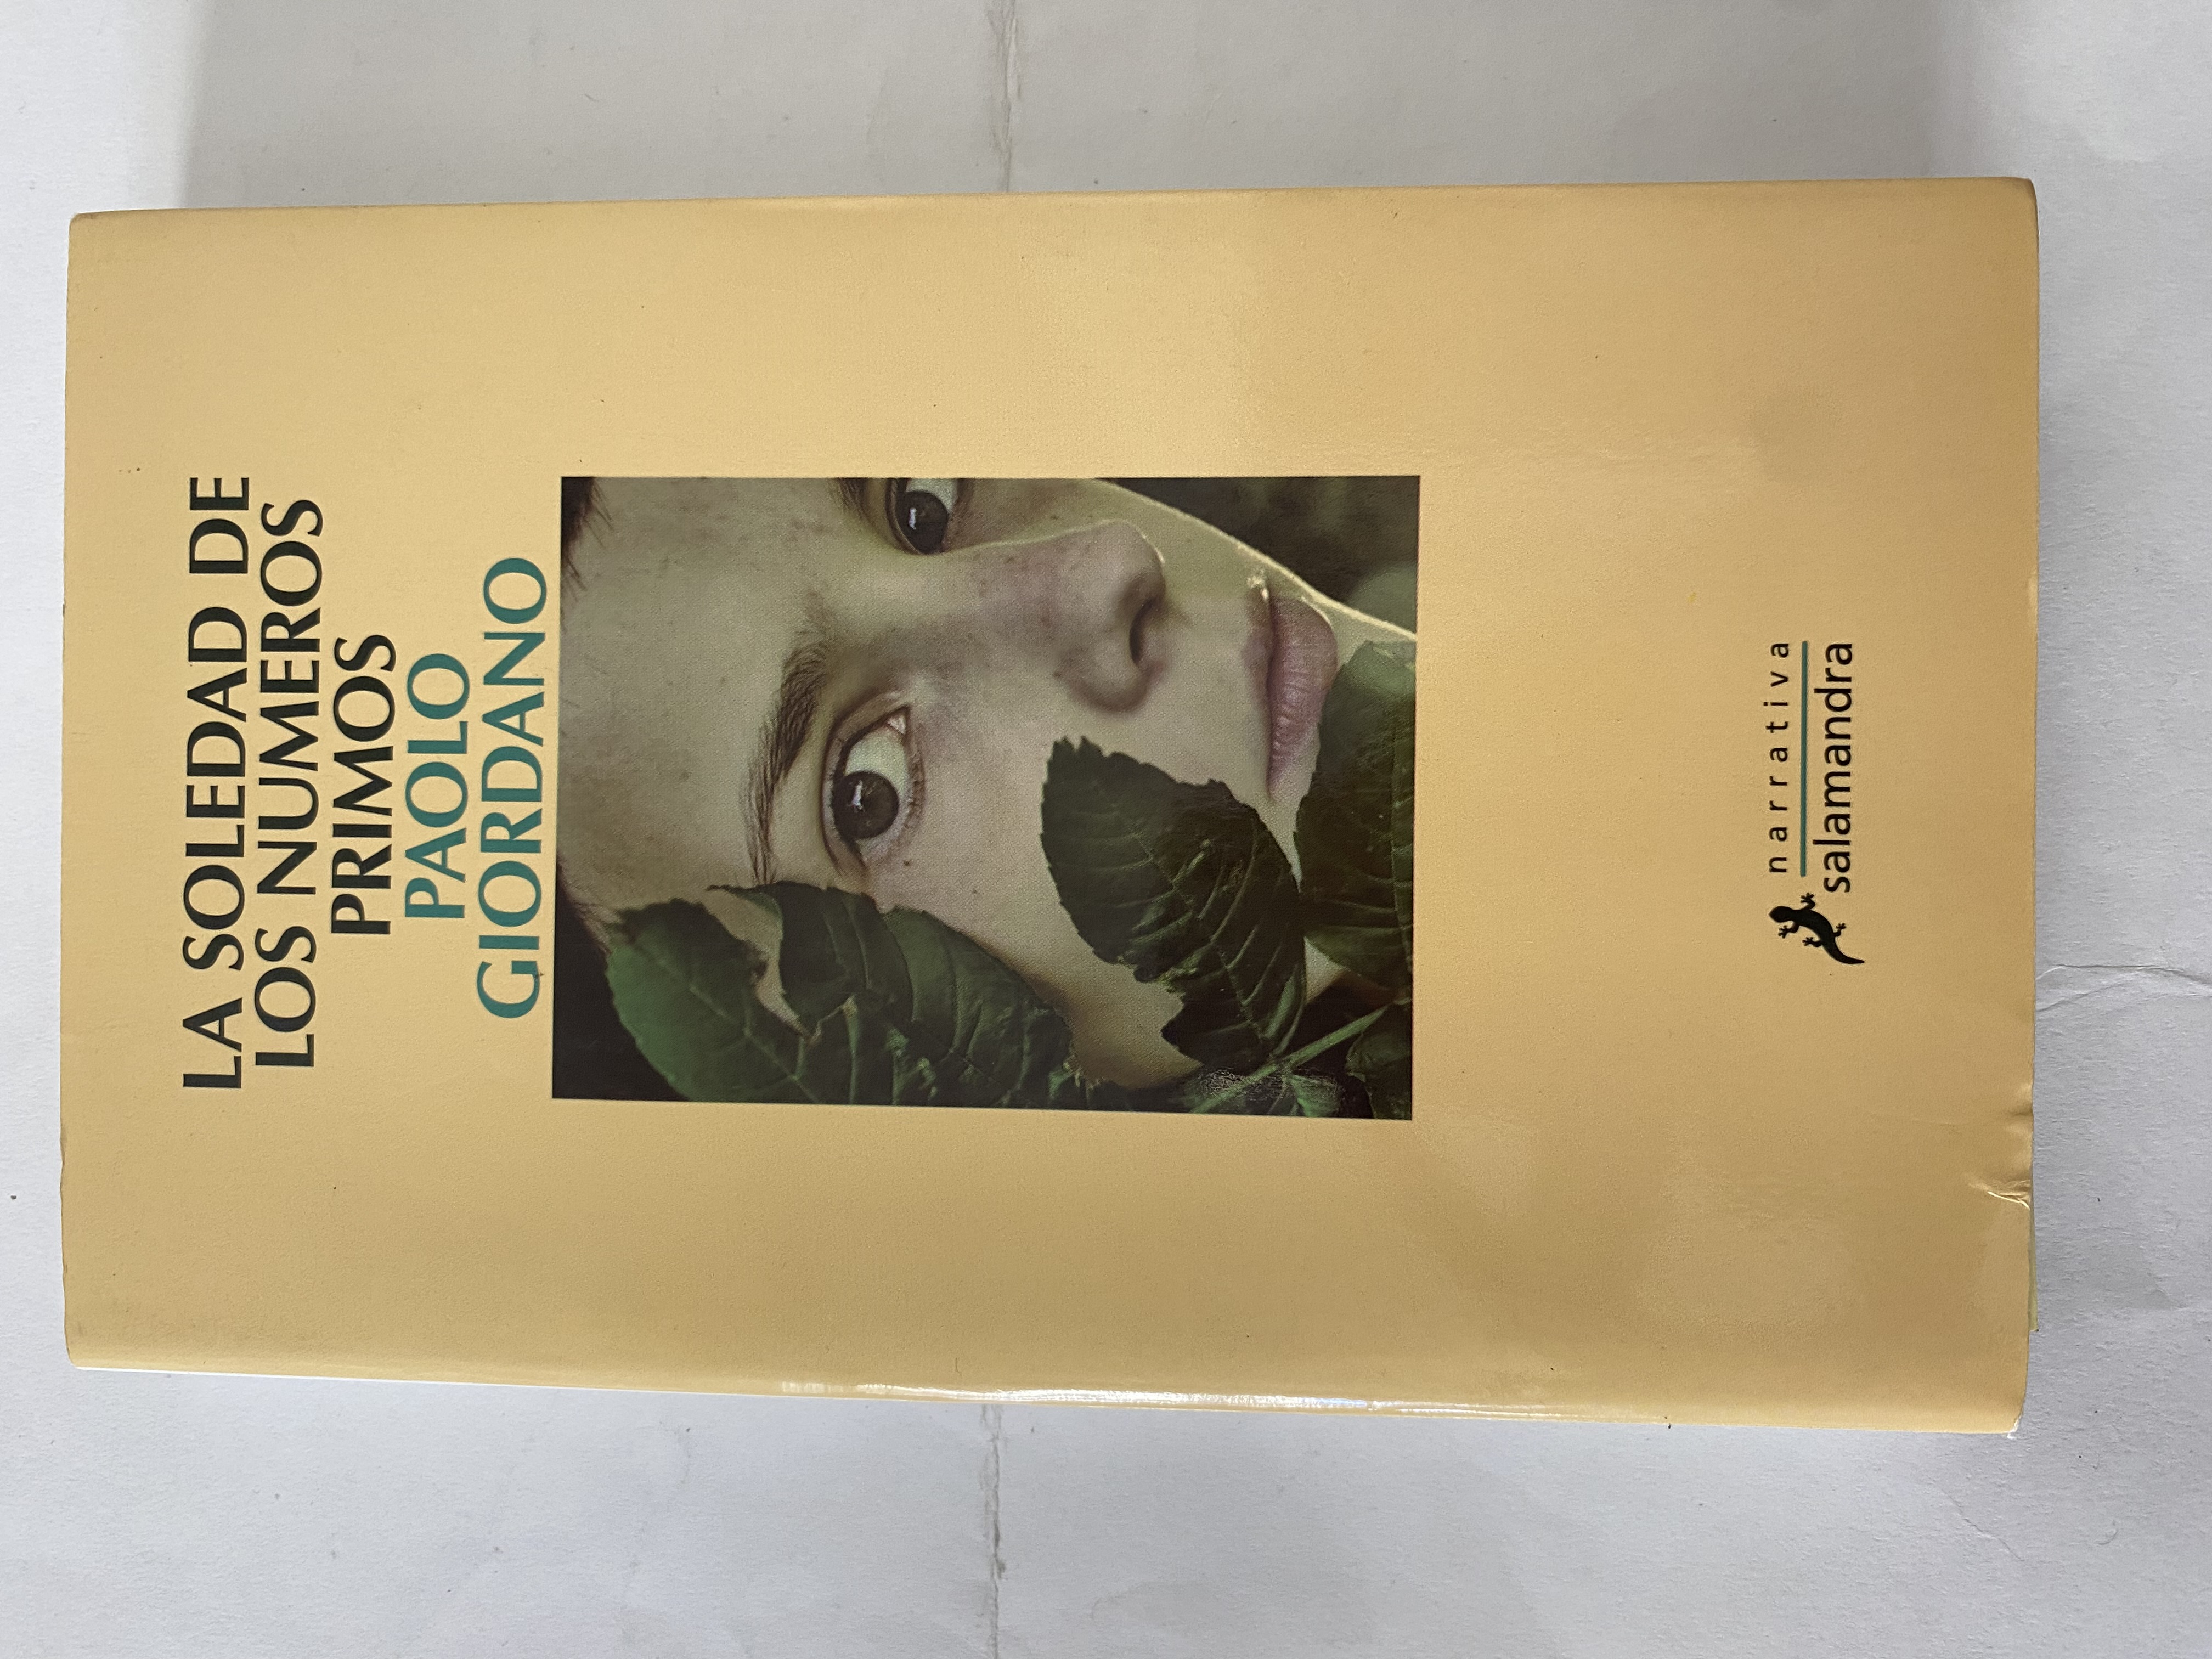 LA SOLEDAD DE
LOS NUMEROS
PRIMOS
PAOLO
GIORDANO
narrativa
salamandra